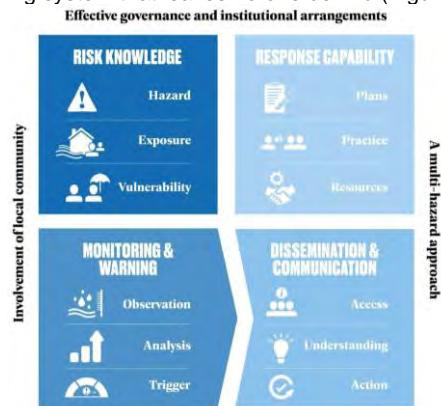 Effective governance and institutional arrangements
Involvement of local community
RISK KNOWLEDGE
Hazard
Exposure
Vulnerability
RESPONSE CAPABILITY
Plans
Practice
Resources
MONITORING &
WARNING
Observation
Analysis
Trigger
DISSEMINATION &
COMMUNICATION
Access
Understanding
Action
A multi-hazard approach